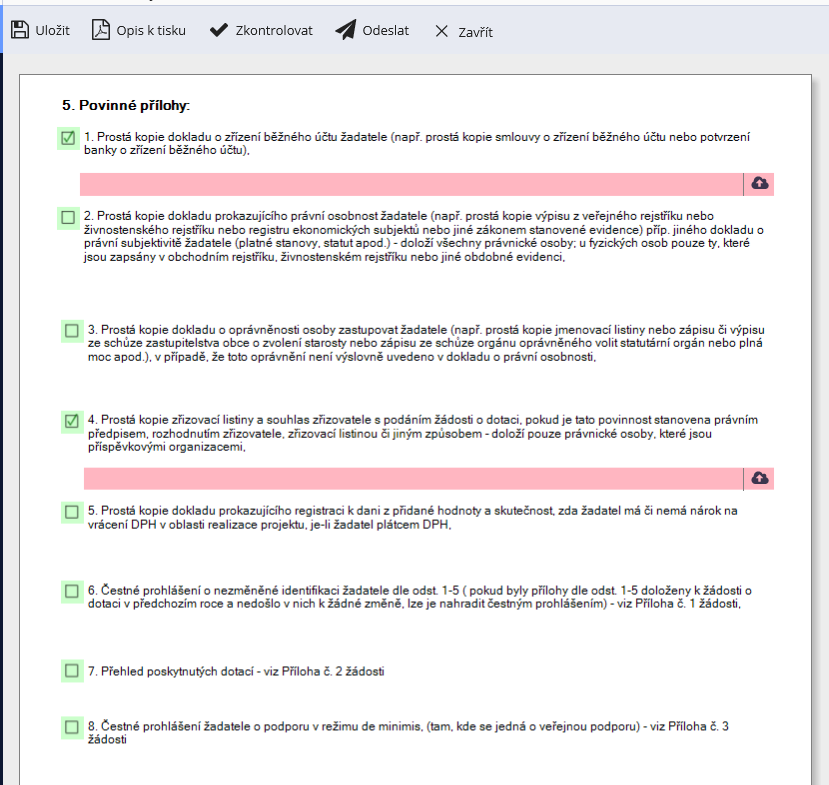 Uložit Opis k tisku Zkontrolovat Odeslat Zavřít
5. Povinné přílohy:
1. Prostá kopie dokladu o zřízení běžného účtu žadatele (např. prostá kopie smlouvy o zřízení běžného účtu nebo potvrzení
banky o zřízení běžného účtu),
2. Prostá kopie dokladu prokazujícího právní osobnost žadatele (např. prostá kopie výpisu z veřejného rejstříku nebo
živnostenského rejstříku nebo registru ekonomických subjektů nebo jiné zákonem stanovené evidence) příp. jiného dokladu o
právní subjektivitě žadatele (platné stanovy, statut apod.) - doloží všechny právnické osoby; u fyzických osob pouze ty, které
jsou zapsány v obchodním rejstříku, živnostenském rejstříku nebo jiné obdobné evidenci,
3. Prostá kopie dokladu o oprávněnosti osoby zastupovat žadatele (např. prostá kopie jmenovací listiny nebo zápisu či výpisu
ze schůze zastupitelstva obce o zvolení starosty nebo zápisu ze schůze orgánu oprávněného volit statutární orgán nebo plná
moc apod.), v případě, že toto oprávnění není výslovně uvedeno v dokladu o právní osobnosti,
4. Prostá kopie zřizovací listiny a souhlas zřizovatele s podáním žádosti o dotaci, pokud je tato povinnost stanovena právním
předpisem, rozhodnutím zřizovatele, zřizovací listinou či jiným způsobem - doloží pouze právnické osoby, které jsou
příspěvkovými organizacemi,
5. Prostá kopie dokladu prokazujícího registraci k dani z přidané hodnoty a skutečnost, zda žadatel má či nemá nárok na
vrácení DPH v oblasti realizace projektu, je-li žadatel plátcem DPH,
6. Čestné prohlášení o nezměněné identifikaci žadatele dle odst. 1-5 ( pokud byly přílohy dle odst. 1-5 doloženy k žádosti o
dotaci v předchozím roce a nedošlo v nich k žádné změně, lze je nahradit čestným prohlášením) - viz Příloha č. 1 žádosti,
7. Přehled poskytnutých dotací - viz Příloha č. 2 žádosti
8. Čestné prohlášení žadatele o podporu v režimu de minimis, (tam, kde se jedná o veřejnou podporu) - viz Příloha č. 3
žádosti